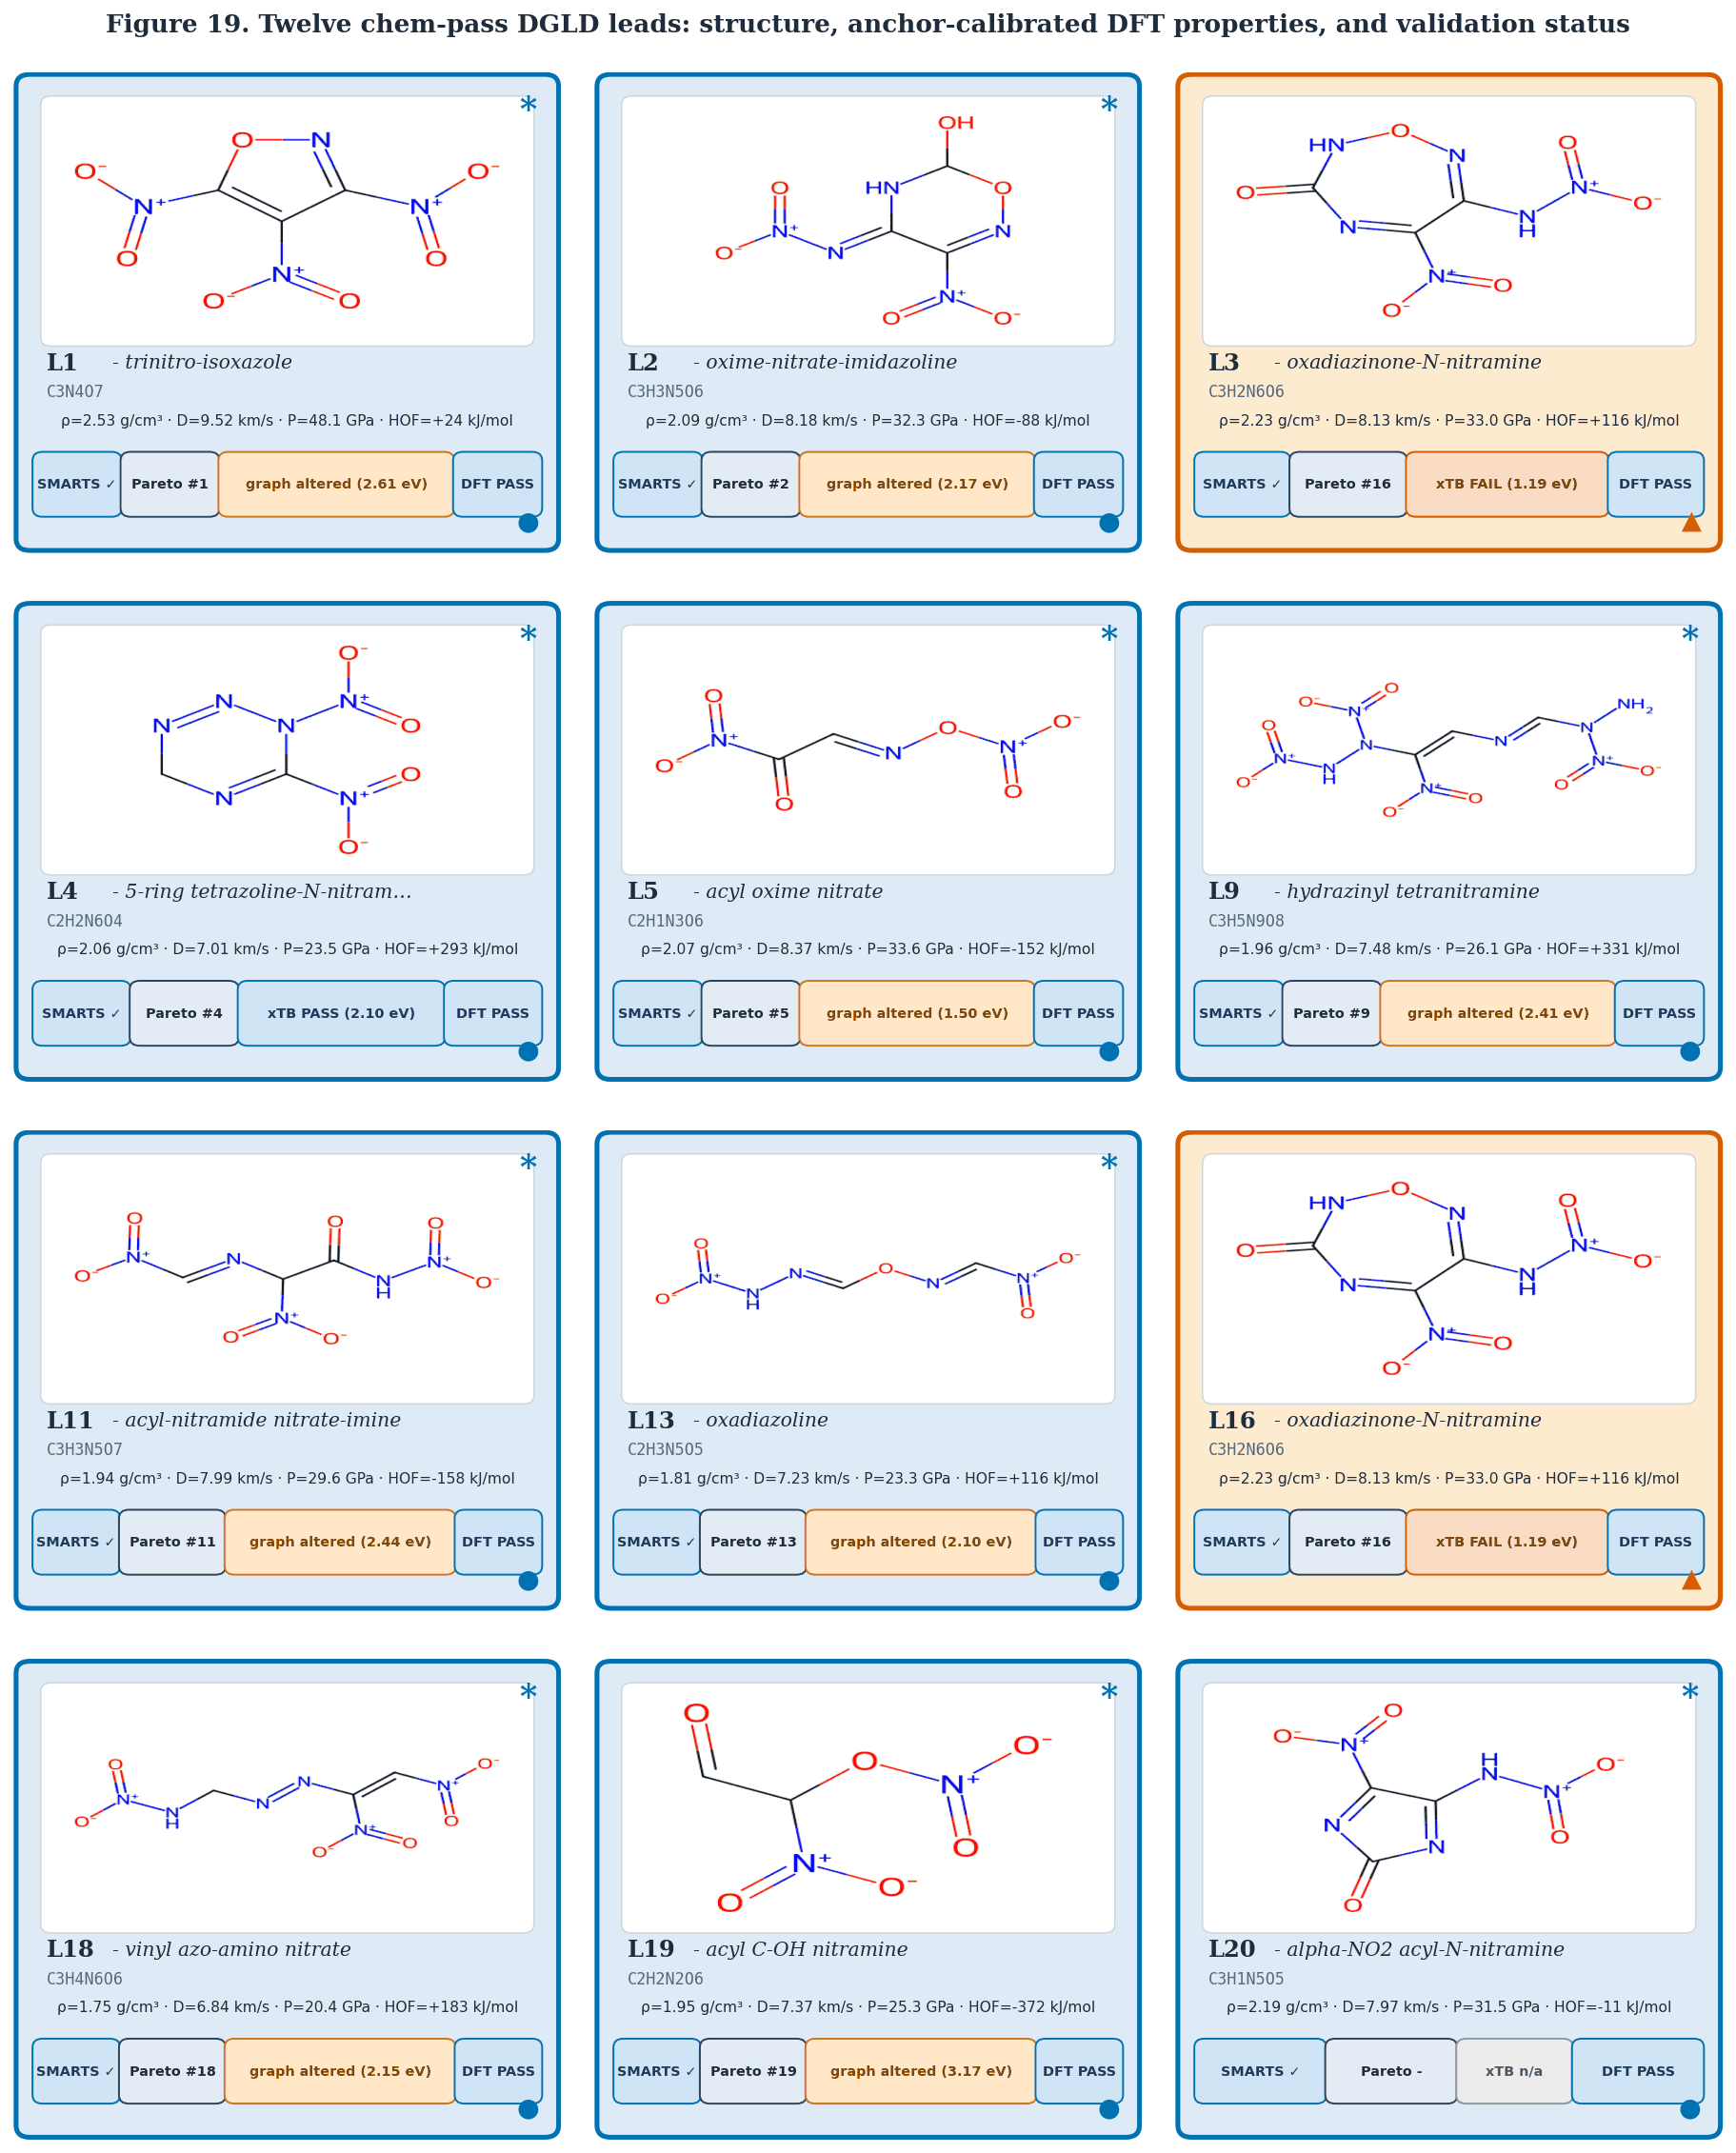 Figure 19. Twelve chem-pass DGLD leads: structure, anchor-calibrated DFT properties, and validation status
*
O N
O⁻ O⁻
N⁺ N⁺
O O
N⁺
O⁻ O
L1 - trinitro-isoxazole
C3N4O7
ρ=2.53 g/cm³ · D=9.52 km/s · P=48.1 GPa · HOF=+24 kJ/mol
SMARTS ✓ Pareto #1 graph altered (2.61 eV) DFT PASS
*
OH
O HN O
N⁺ N
O⁻ N
N⁺
O O⁻
L2 - oxime-nitrate-imidazoline
C3H3N5O6
ρ=2.09 g/cm³ · D=8.18 km/s · P=32.3 GPa · HOF=-88 kJ/mol
SMARTS ✓ Pareto #2 graph altered (2.17 eV) DFT PASS
O
HN N O
O N⁺ O⁻
N NH
N⁺ O
O⁻
L3 - oxadiazinone-N-nitramine
C3H2N6O6
ρ=2.23 g/cm³ · D=8.13 km/s · P=33.0 GPa · HOF=+116 kJ/mol
SMARTS ✓ Pareto #16 xTB FAIL (1.19 eV) DFT PASS
*
O⁻
N N⁺
N N O
O
N N⁺
O⁻
L4 - 5-ring tetrazoline-N-nitram...
C2H2N6O4
ρ=2.06 g/cm³ · D=7.01 km/s · P=23.5 GPa · HOF=+293 kJ/mol
SMARTS ✓ Pareto #4 xTB PASS (2.10 eV) DFT PASS
*
O O O⁻
N⁺ N N⁺
O⁻
O O
L5 - acyl oxime nitrate
C2H1N3O6
ρ=2.07 g/cm³ · D=8.37 km/s · P=33.6 GPa · HOF=-152 kJ/mol
SMARTS ✓ Pareto #5 graph altered (1.50 eV) DFT PASS
*
O⁻ O NH₂
O N⁺ N
N⁺ N N N⁺
O⁻ NH N⁺ O O⁻
O⁻ O
L9 - hydrazinyl tetranitramine
C3H5N9O8
ρ=1.96 g/cm³ · D=7.48 km/s · P=26.1 GPa · HOF=+331 kJ/mol
SMARTS ✓ Pareto #9 graph altered (2.41 eV) DFT PASS
*
O O O
N⁺ N N⁺
O⁻ NH O⁻
N⁺
O O⁻
L11 - acyl-nitramide nitrate-imine
C3H3N5O7
ρ=1.94 g/cm³ · D=7.99 km/s · P=29.6 GPa · HOF=-158 kJ/mol
SMARTS ✓ Pareto #11 graph altered (2.44 eV) DFT PASS
*
O O⁻
N⁺ N O N N⁺
O⁻ NH O
L13 - oxadiazoline
C2H3N5O5
ρ=1.81 g/cm³ · D=7.23 km/s · P=23.3 GPa · HOF=+116 kJ/mol
SMARTS ✓ Pareto #13 graph altered (2.10 eV) DFT PASS
O
HN N O
O N⁺ O⁻
N NH
N⁺ O
O⁻
L16 - oxadiazinone-N-nitramine
C3H2N6O6
ρ=2.23 g/cm³ · D=8.13 km/s · P=33.0 GPa · HOF=+116 kJ/mol
SMARTS ✓ Pareto #16 xTB FAIL (1.19 eV) DFT PASS
*
O O⁻
N⁺ N N N⁺
O⁻ NH O
N⁺ O
O⁻
L18 - vinyl azo-amino nitrate
C3H4N6O6
ρ=1.75 g/cm³ · D=6.84 km/s · P=20.4 GPa · HOF=+183 kJ/mol
SMARTS ✓ Pareto #18 graph altered (2.15 eV) DFT PASS
*
O
O O⁻
N⁺
O
N⁺
O O⁻
L19 - acyl C-OH nitramine
C2H2N2O6
ρ=1.95 g/cm³ · D=7.37 km/s · P=25.3 GPa · HOF=-372 kJ/mol
SMARTS ✓ Pareto #19 graph altered (3.17 eV) DFT PASS
*
O
O⁻ N⁺ HN O⁻
N⁺
N N O
O
L20 - alpha-NO2 acyl-N-nitramine
C3H1N5O5
ρ=2.19 g/cm³ · D=7.97 km/s · P=31.5 GPa · HOF=-11 kJ/mol
SMARTS ✓ Pareto - xTB n/a DFT PASS